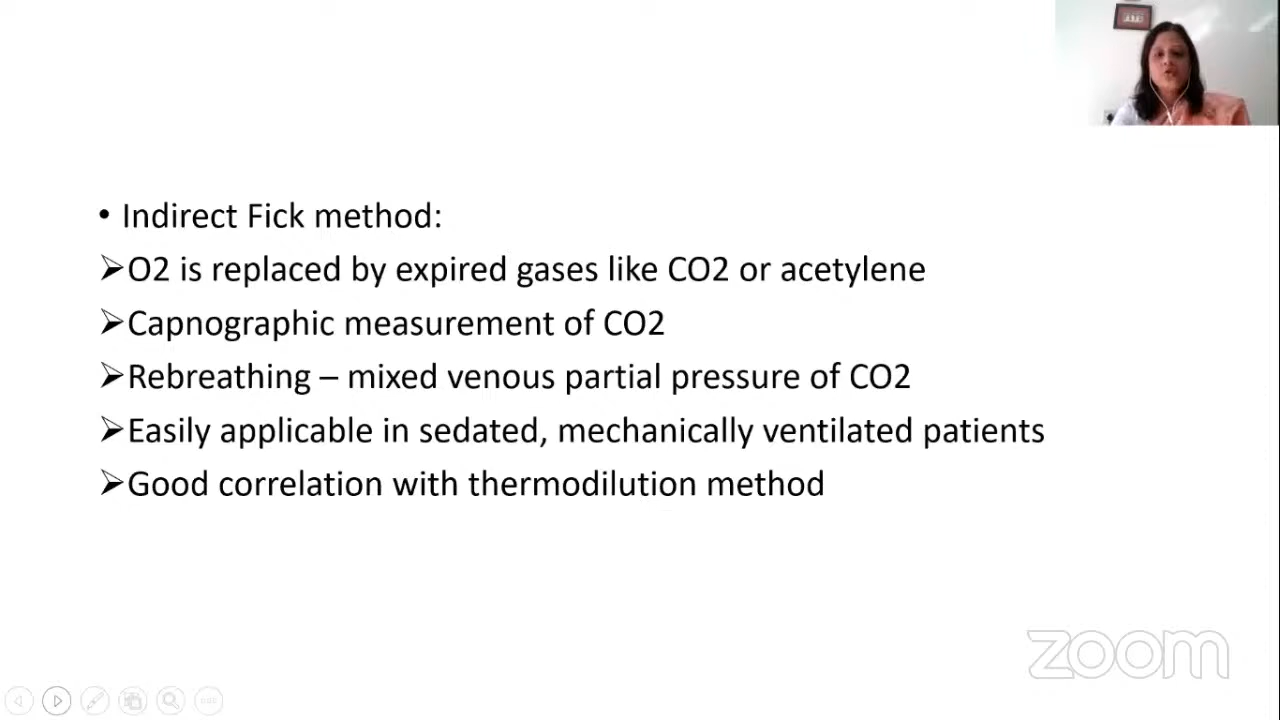 • Indirect Fick method:
➢O2 is replaced by expired gases like CO2 or acetylene
➢Capnographic measurement of CO2
➢Rebreathing – mixed venous partial pressure of CO2
➢Easily applicable in sedated, mechanically ventilated patients
➢Good correlation with thermodilution method
zoom